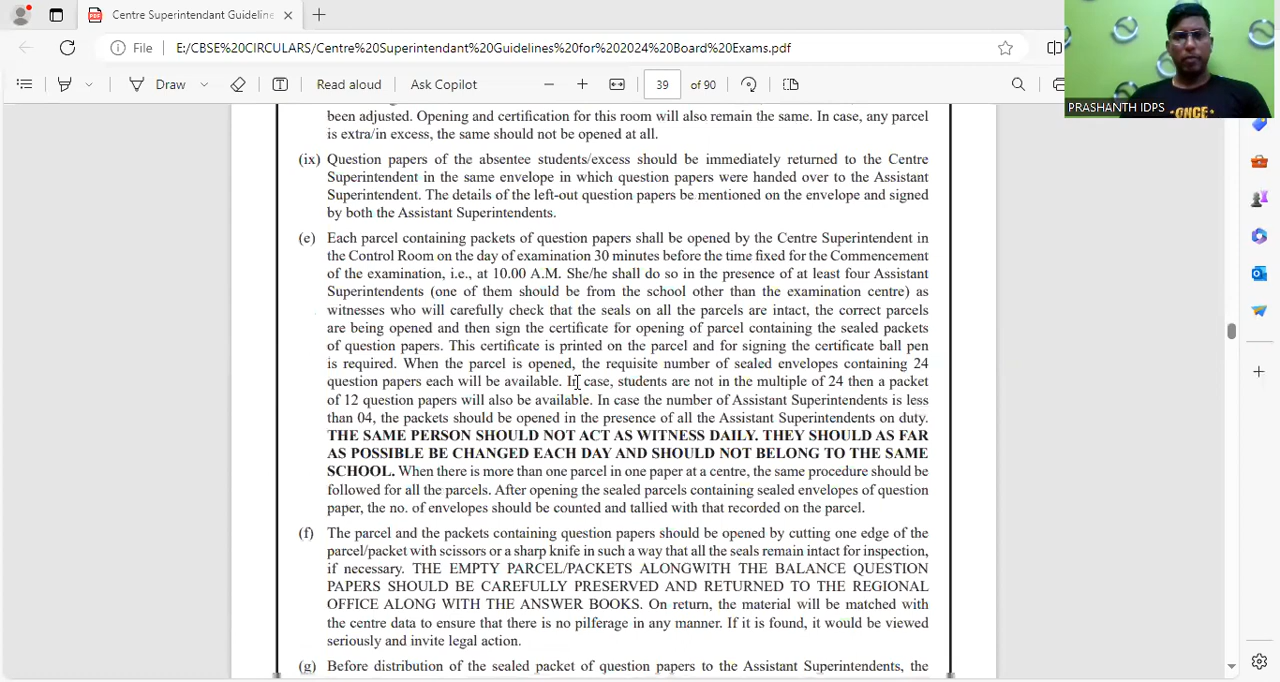 Centre Superintendant Guideline
File
E:/CBSE%20CIRCULARS/Centre%20Superintendant%20Guidelines%20for%202024%20Board%20Exams.pdf
Draw
Read aloud
Ask Copilot
39
of 90
PRASHANTH IDPS
been adjusted. Opening and certification for this room will also remain the same. In case, any parcel
is extra/in excess, the same should not be opened at all.
(ix) Question papers of the absentee students/excess should be immediately returned to the Centre
Superintendent in the same envelope in which question papers were handed over to the Assistant
Superintendent. The details of the left-out question papers be mentioned on the envelope and signed
by both the Assistant Superintendents.
(e) Each parcel containing packets of question papers shall be opened by the Centre Superintendent in
the Control Room on the day of examination 30 minutes before the time fixed for the Commencement
of the examination, i.e., at 10.00 A.M. She/he shall do so in the presence of at least four Assistant
Superintendents (one of them should be from the school other than the examination centre) as
witnesses who will carefully check that the seals on all the parcels are intact, the correct parcels
are being opened and then sign the certificate for opening of parcel containing the sealed packets
of question papers. This certificate is printed on the parcel and for signing the certificate ball pen
is required. When the parcel is opened, the requisite number of sealed envelopes containing 24
question papers each will be available. In case, students are not in the multiple of 24 then a packet
of 12 question papers will also be available. In case the number of Assistant Superintendents is less
than 04, the packets should be opened in the presence of all the Assistant Superintendents on duty.
THE SAME PERSON SHOULD NOT ACT AS WITNESS DAILY. THEY SHOULD AS FAR
AS POSSIBLE BE CHANGED EACH DAY AND SHOULD NOT BELONG TO THE SAME
SCHOOL. When there is more than one parcel in one paper at a centre, the same procedure should be
followed for all the parcels. After opening the sealed parcels containing sealed envelopes of question
paper, the no. of envelopes should be counted and tallied with that recorded on the parcel.
(f) The parcel and the packets containing question papers should be opened by cutting one edge of the
parcel/packet with scissors or a sharp knife in such a way that all the seals remain intact for inspection,
if necessary. THE EMPTY PARCEL/PACKETS ALONGWITH THE BALANCE QUESTION
PAPERS SHOULD BE CAREFULLY PRESERVED AND RETURNED TO THE REGIONAL
OFFICE ALONG WITH THE ANSWER BOOKS. On return, the material will be matched with
the centre data to ensure that there is no pilferage in any manner. If it is found, it would be viewed
seriously and invite legal action.
(g) Before distribution of the sealed packet of question papers to the Assistant Superintendents, the